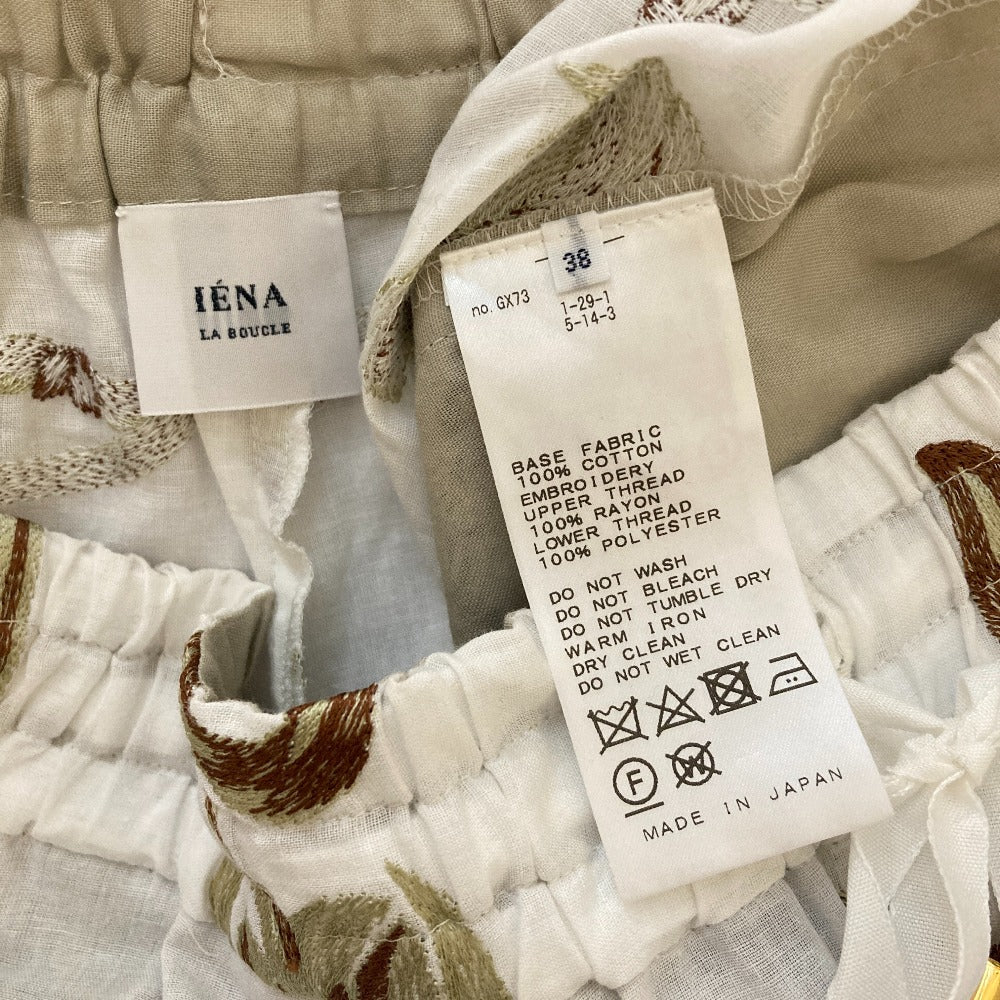 IÉNA
LA BOUCLE
38
no. GX73
1-29-1
5-14-3
BASE FABRIC
100% COTTON
EMBROIDERY
UPPER THREAD
100% RAYON
LOWER THREAD
100% POLYESTER
DO NOT WASH
DO NOT BLEACH
DO NOT TUMBLE DRY
WARM IRON
DRY CLEAN
DO NOT WET CLEAN
F W
MADE IN JAPAN